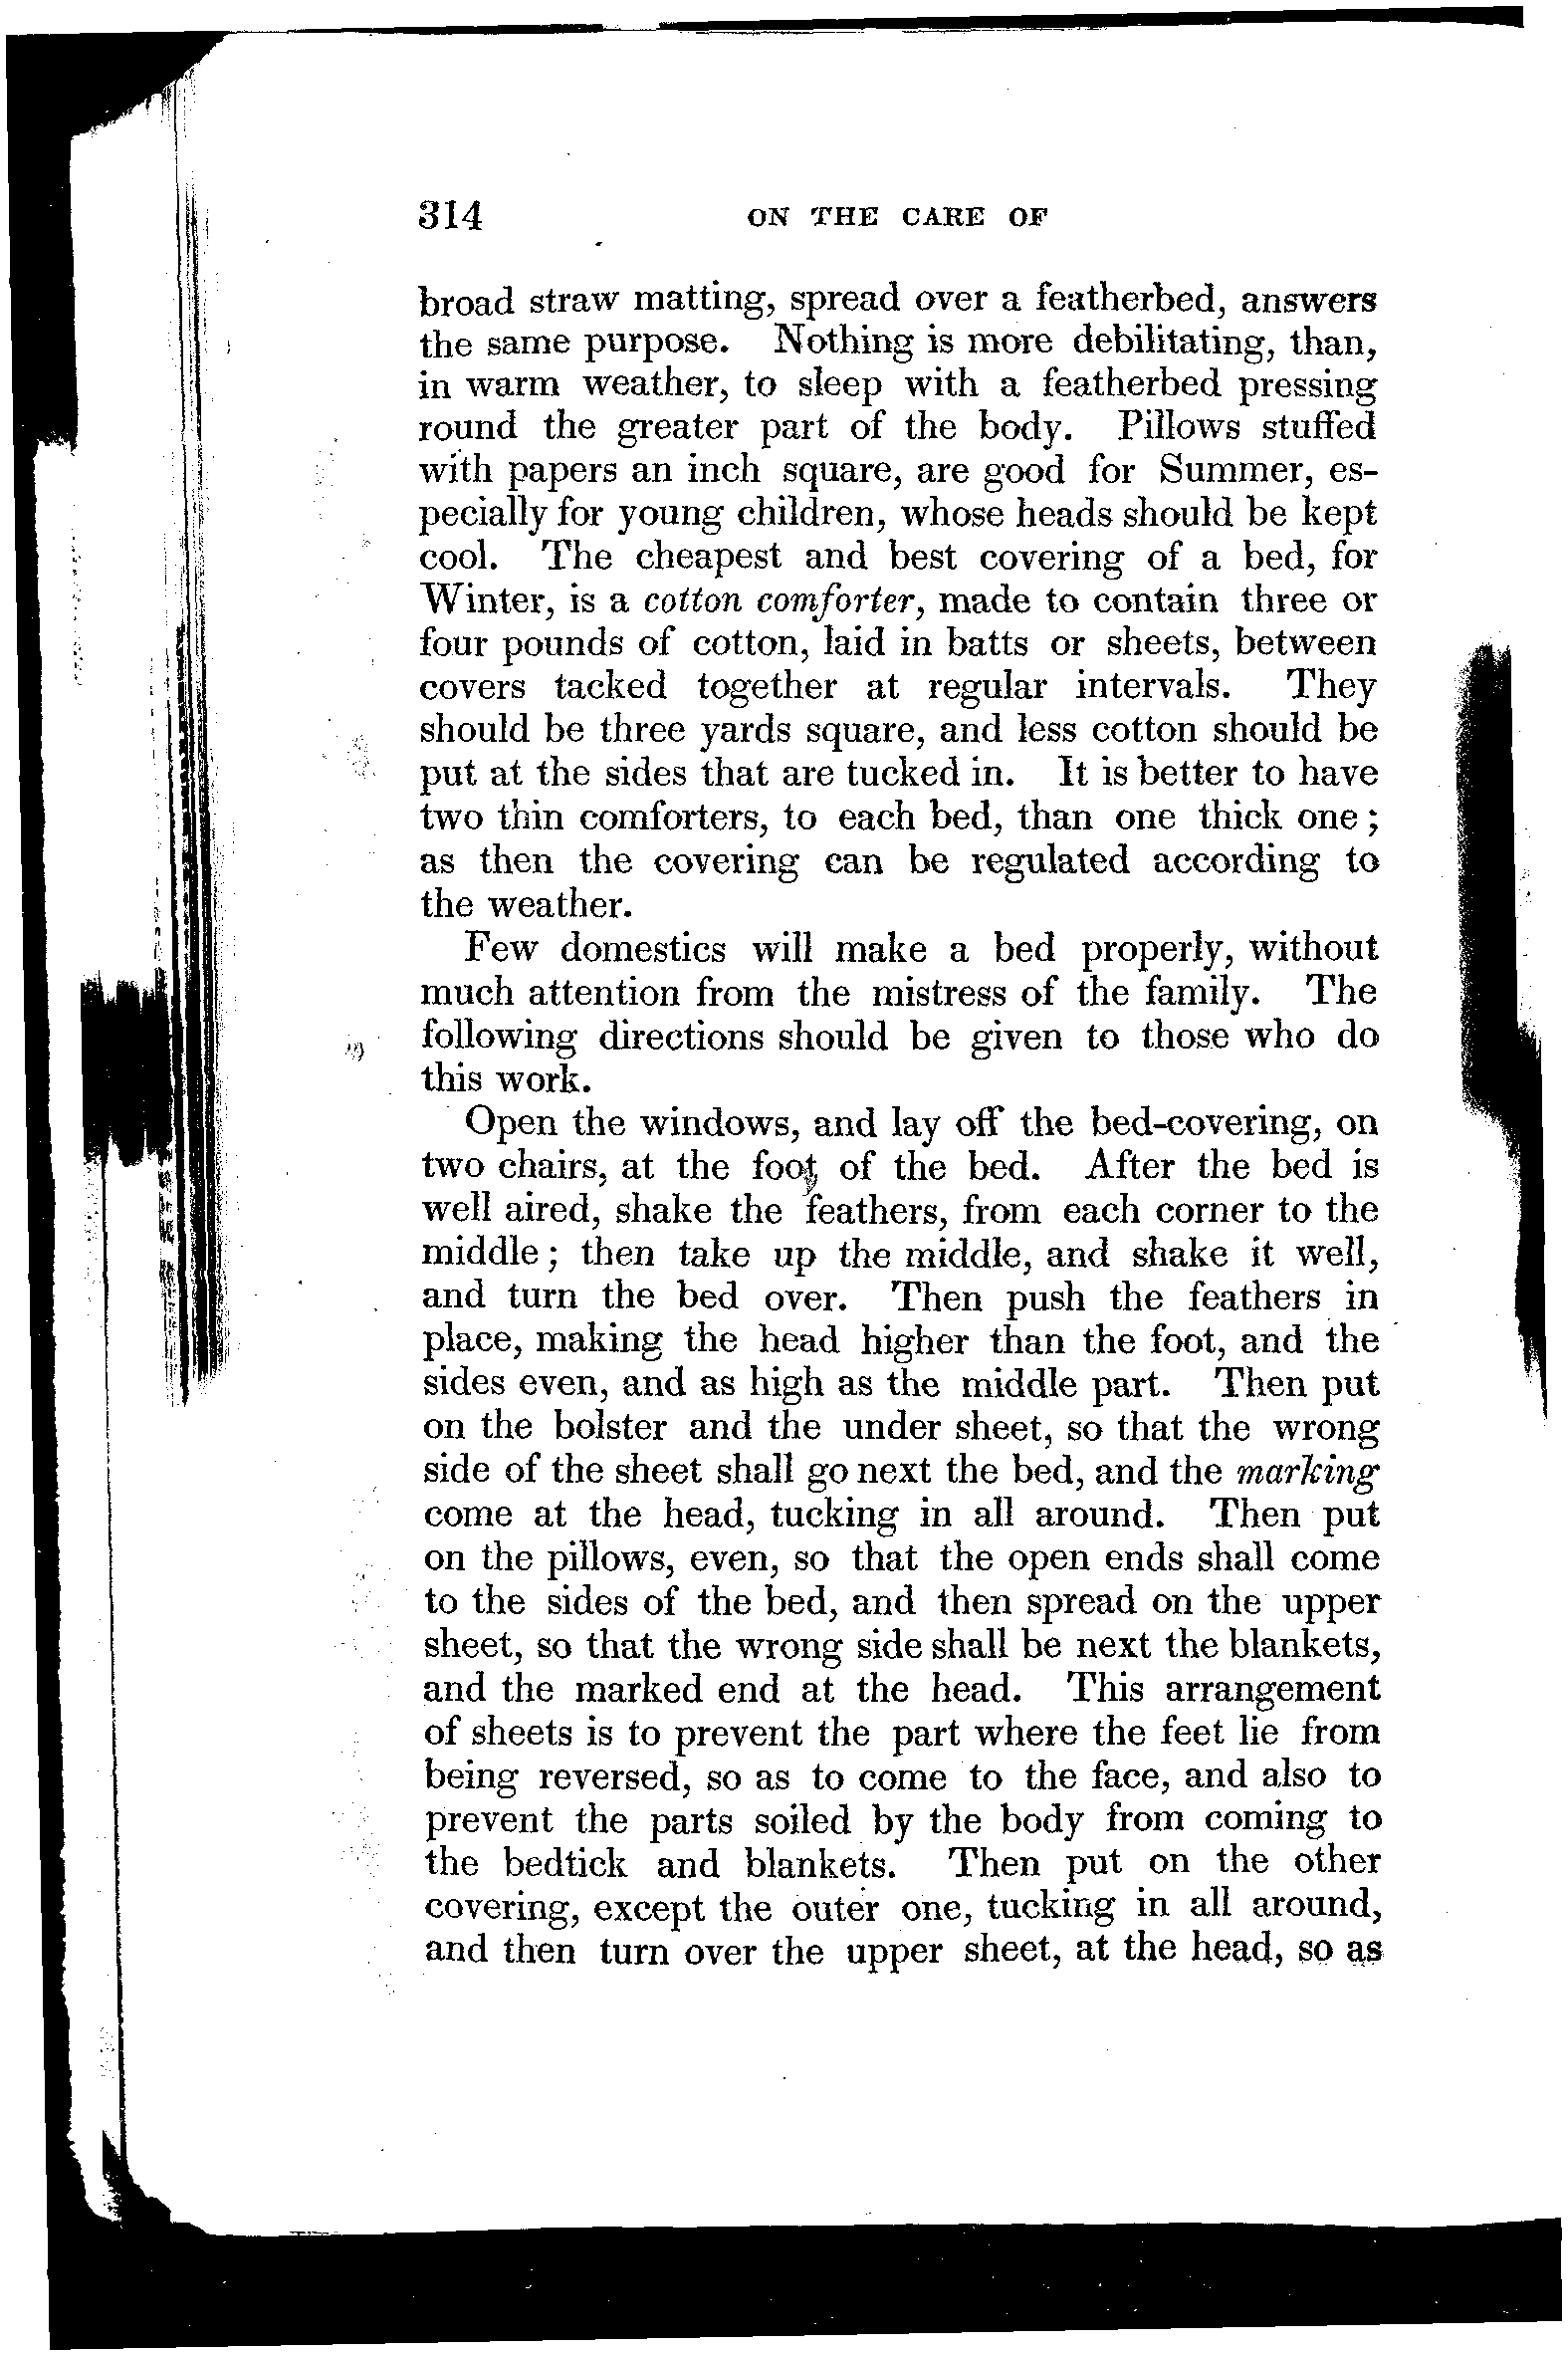 314 ON THE CARE OF
broad straw matting, spread over a featherbed, answers
the same purpose. Nothing is more debilitating, than,
in warm weather, to sleep with a featherbed pressing
round the greater part of the body. Pillows stuffed
with papers an inch square, are good for Summer, es-
pecially for young children, whose heads should be kept
cool. The cheapest and best covering of a bed, for
Winter, is a cotton comforter, made to contain three or
four pounds of cotton, laid in batts or sheets, between
covers tacked together at regular intervals. They
should be three yards square, and less cotton should be
put at the sides that are tucked in. It is better to have
two thin comforters, to each bed, than one thick one;
as then the covering can be regulated according to
the weather.
Few domestics will make a bed properly, without
much attention from the mistress of the family. The
following directions should be given to those who do
this work.
Open the windows, and lay off the bed-covering, on
two chairs, at the foot of the bed. After the bed is
well aired, shake the feathers, from each corner to the
middle; then take up the middle, and shake it well,
and turn the bed over. Then push the feathers in
place, making the head higher than the foot, and the
sides even, and as high as the middle part. Then put
on the bolster and the under sheet, so that the wrong
side of the sheet shall go next the bed, and the marking
come at the head, tucking in all around. Then put
on the pillows, even, so that the open ends shall come
to the sides of the bed, and then spread on the upper
sheet, so that the wrong side shall be next the blankets,
and the marked end at the head. This arrangement
of sheets is to prevent the part where the feet lie from
being reversed, so as to come to the face, and also to
prevent the parts soiled by the body from coming to
the bedtick and blankets. Then put on the other
covering, except the outer one, tucking in all around,
and then turn over the upper sheet, at the head, so as